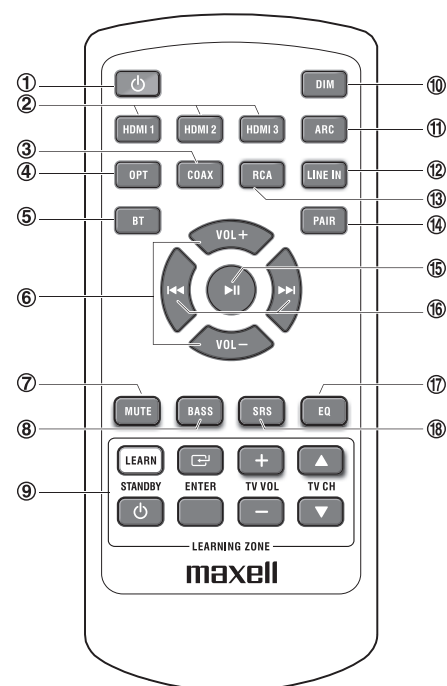 ① DIM ⑩
②
HDMI 1 HDMI 2 HDMI 3 ARC ⑪
③
④ OPT COAX RCA LINE IN ⑫
⑬
⑤ BT PAIR ⑭
VOL+
⑮
⑥ ⑯
VOL−
⑦ ⑰
MUTE BASS SRS EQ
⑧ ⑱
LEARN + ▲
⑨ STANDBY ENTER TV VOL TV CH
− ▼
LEARNING ZONE
maxell